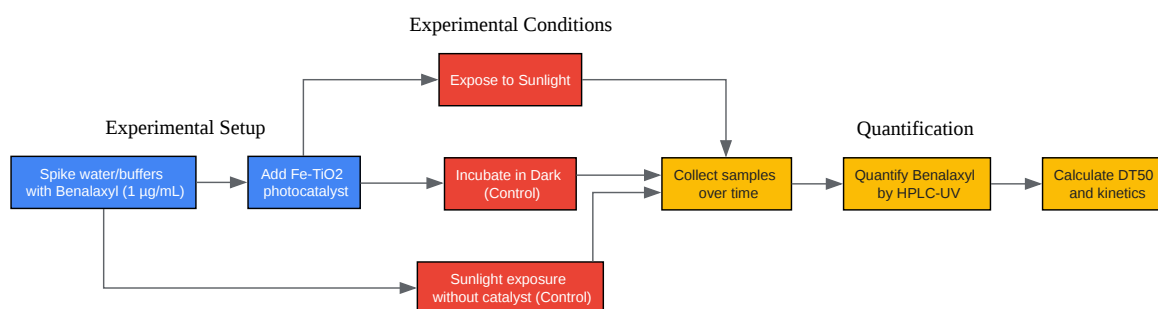 Experimental Conditions
Expose to Sunlight
Experimental Setup
Quantification
Spike water/buffers
with Benalaxyl (1 µg/mL)
Add Fe-TiO2
photocatalyst
Incubate in Dark
(Control)
Collect samples
over time
Quantify Benalaxyl
by HPLC-UV
Calculate DT50
and kinetics
Sunlight exposure
without catalyst (Control)